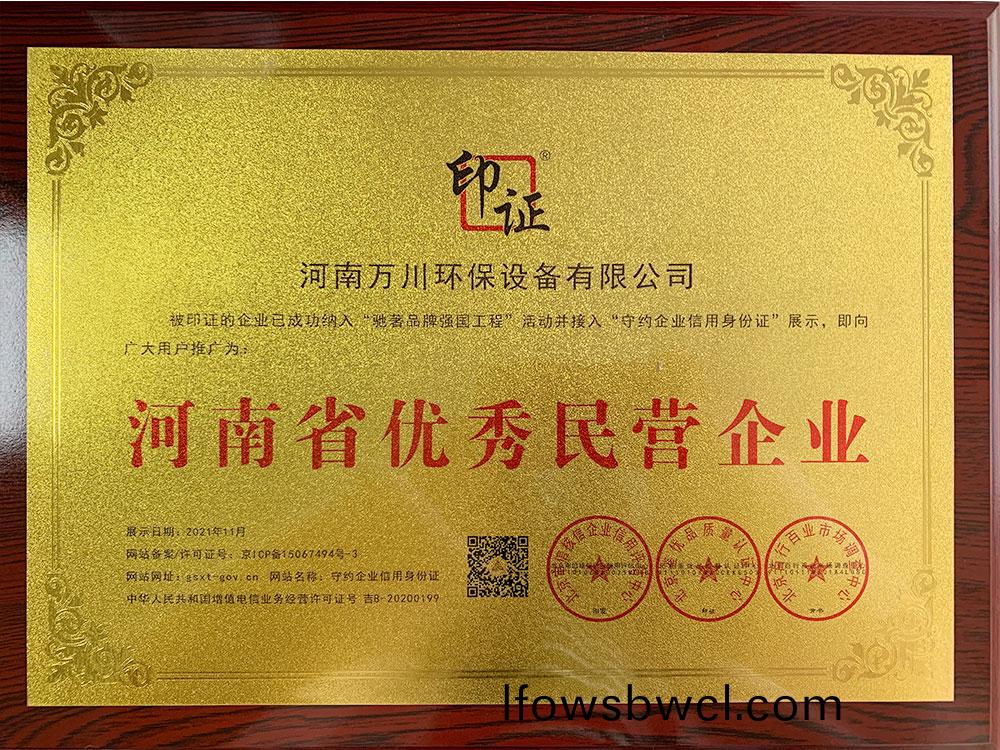 印证®
河南万川环保设备有限公司
被印证的企业已成功纳入“驰著品牌强国工程”活动并接入“守约企业信用身份证”展示，即向
广大用户推广为：
河南省优秀民营企业
展示日期：2021年11月
网站备案/许可证号：京ICP备15067494号-3
网站网址：gsxt-gov.cn 网站名称：守约企业信用身份证
中华人民共和国增值电信业务经营许可证号 吉B-20200199
lfowsbwcl.com